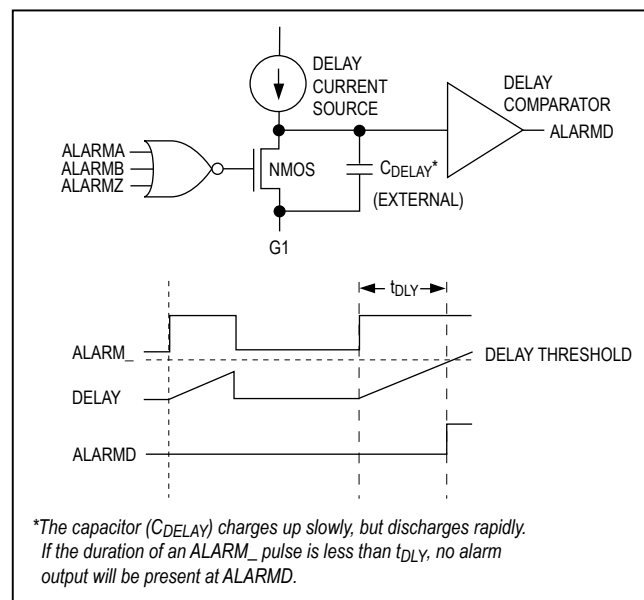 DELAY
CURRENT
SOURCE
DELAY
COMPARATOR
ALARMD
ALARMA
ALARMB
ALARMZ
NMOS
CDELAY*
(EXTERNAL)
G1
tDLY
ALARM_
DELAY THRESHOLD
DELAY
ALARMD
*The capacitor (CDELAY) charges up slowly, but discharges rapidly.
If the duration of an ALARM_ pulse is less than tDLY, no alarm
output will be present at ALARMD.